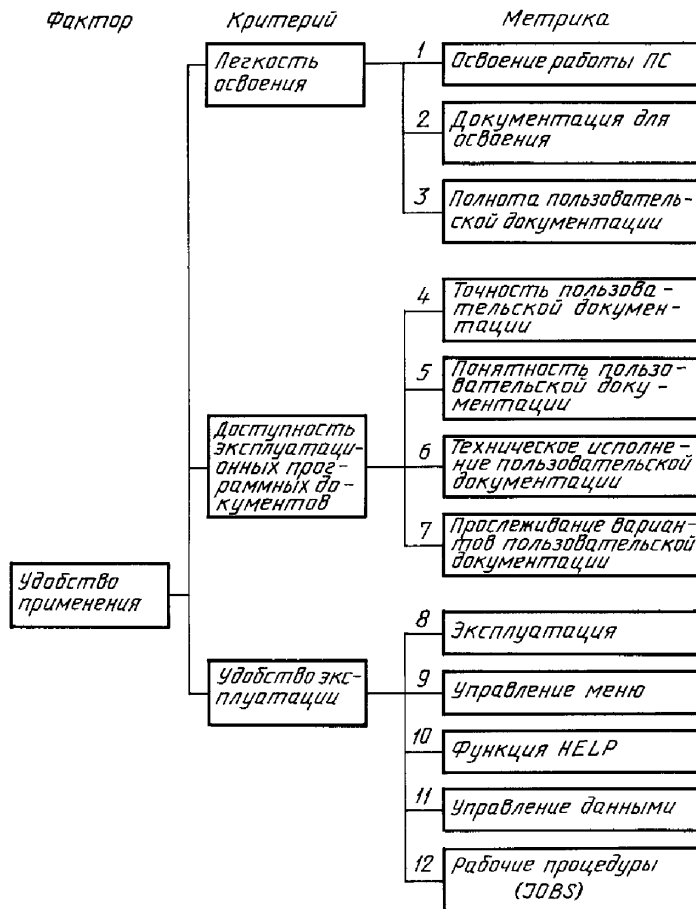 Фактор Критерий Метрика
Легкость
освоения
1
Освоение работы ПС
2
Документация для
освоения
3
Полнота пользователь-
ской документации
4
Точность пользова-
тельской докумен-
тации
5
Понятность пользо-
вательской доку-
ментации
Доступность
эксплуатаци-
онных прог-
раммных до-
кументов
6
Техническое исполне-
ние пользовательской
документации
7
Прослеживание вариан-
тов пользовательской
документации
Удобство
применения
8
Эксплуатация
Удобство экс-
плуатации
9
Управление меню
10
Функция HELP
11
Управление данными
12
Рабочие процедуры
(JOBS)